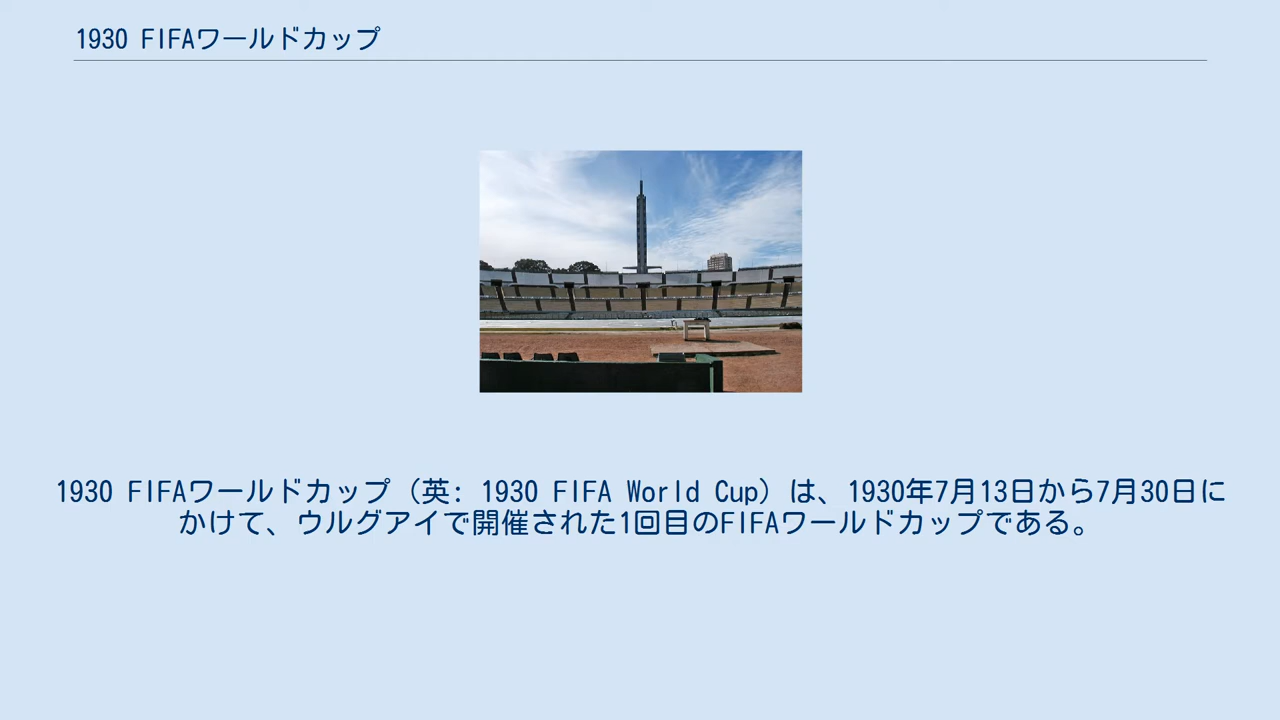 1930 FIFAワールドカップ
1930 FIFAワールドカップ（英: 1930 FIFA World Cup）は、1930年7月13日から7月30日に
かけて、ウルグアイで開催された1回目のFIFAワールドカップである。